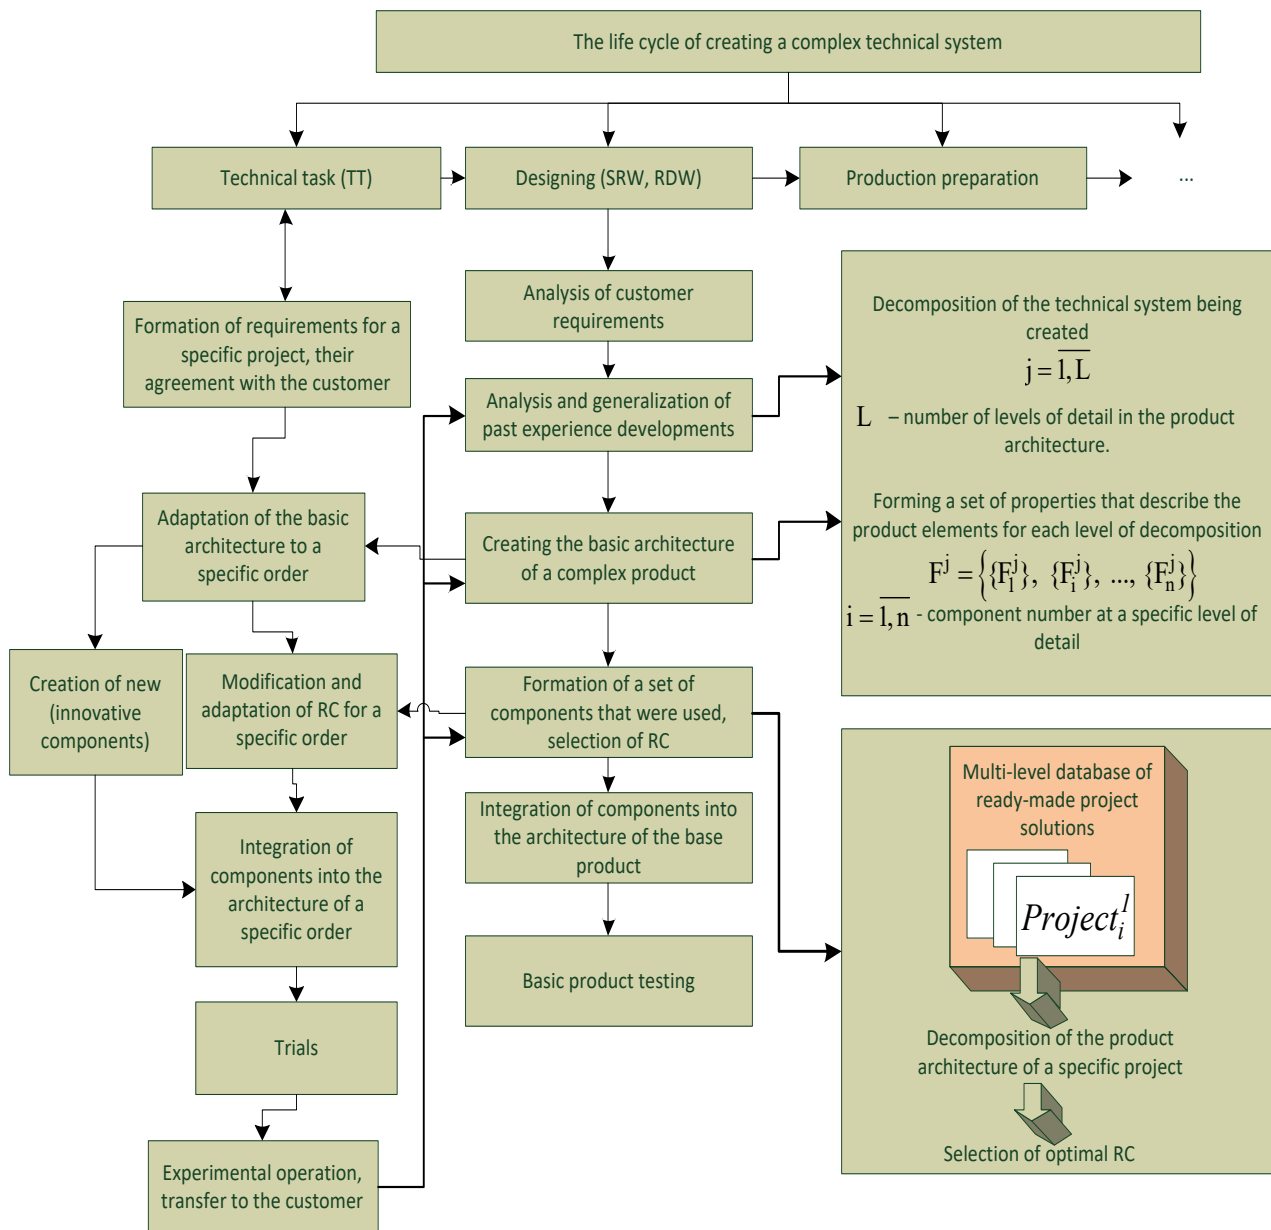 The life cycle of creating a complex technical system
Technical task (TT)
Designing (SRW, RDW)
Production preparation
...
Formation of requirements for a
specific project, their
agreement with the customer
Adaptation of the basic
architecture to a
specific order
Creation of new
(innovative
components)
Modification and
adaptation of RC for a
specific order
Integration of
components into the
architecture of a
specific order
Trials
Experimental operation,
transfer to the customer
Analysis of customer
requirements
Analysis and generalization of
past experience developments
Creating the basic architecture
of a complex product
Formation of a set of
components that were used,
selection of RC
Integration of components into
the architecture of the base
product
Basic product testing
Decomposition of the technical system being
created
j = \overline{1, L}
L – number of levels of detail in the product
architecture.
Forming a set of properties that describe the
product elements for each level of decomposition
F^j = {{F_1^j}, {F_i^j}, ..., {F_n^j}}
i = \overline{1, n} - component number at a specific level of
detail
Multi-level database of
ready-made project
solutions
Project_i^1
Decomposition of the product
architecture of a specific project
Selection of optimal RC